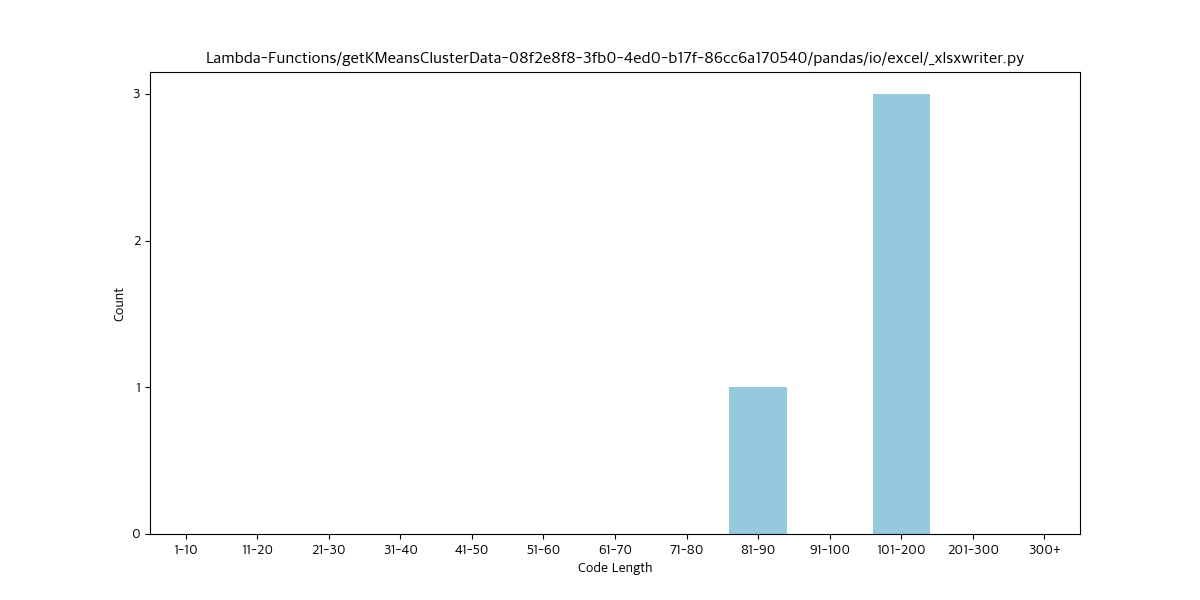 Lambda-Functions/getKMeansClusterData-08f2e8f8-3fb0-4ed0-b17f-86cc6a170540/pandas/io/excel/_xlsxwriter.py
3
2
1
0
Count
1-10 11-20 21-30 31-40 41-50 51-60 61-70 71-80 81-90 91-100 101-200 201-300 300+
Code Length